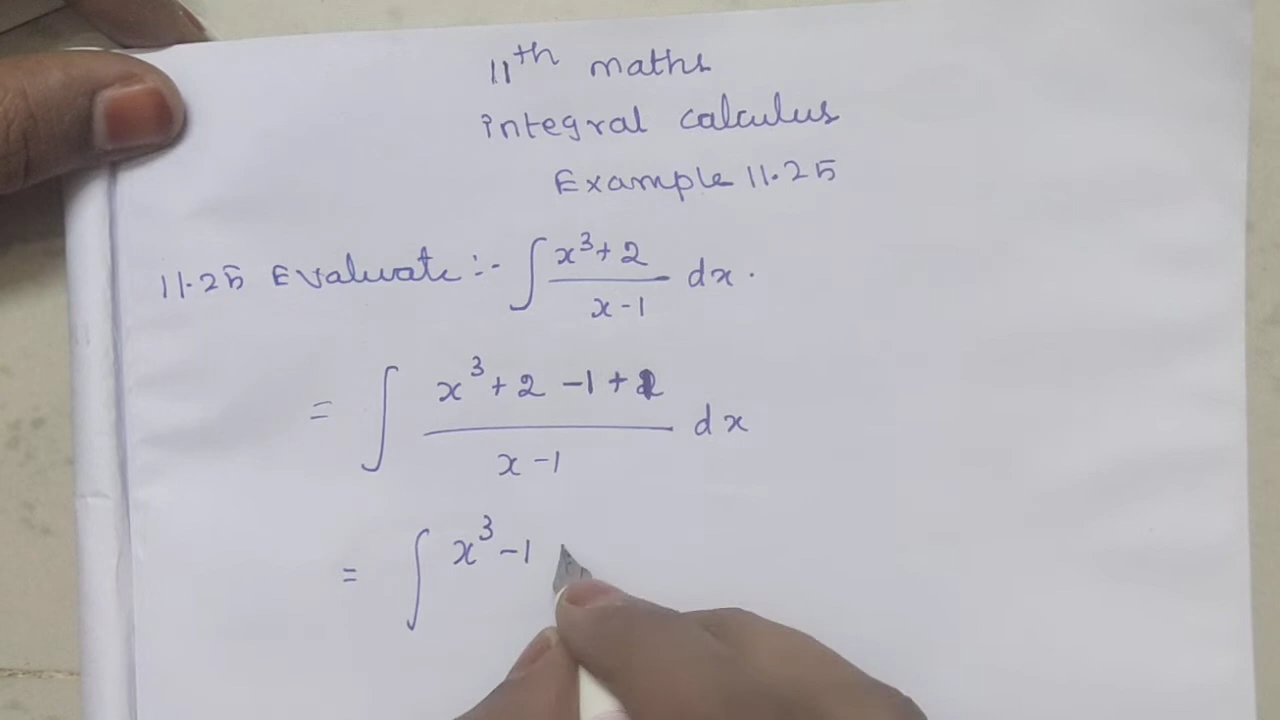 11th maths
integral calculus
Example 11.25
11.25 Evaluate :- ∫ x³+2 / x-1 dx.
= ∫ x³+2 -1+1 / x-1 dx
= ∫ x³-1